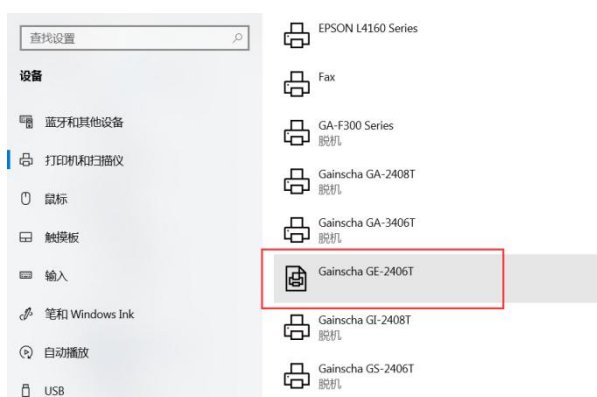 查找设置
设备
蓝牙和其他设备
打印机和扫描仪
鼠标
触摸板
输入
笔和 Windows Ink
自动播放
USB
EPSON L4160 Series
Fax
GA-F300 Series
脱机
Gainscha GA-2408T
脱机
Gainscha GA-3406T
脱机
Gainscha GE-2406T
Gainscha GI-2408T
脱机
Gainscha GS-2406T
脱机